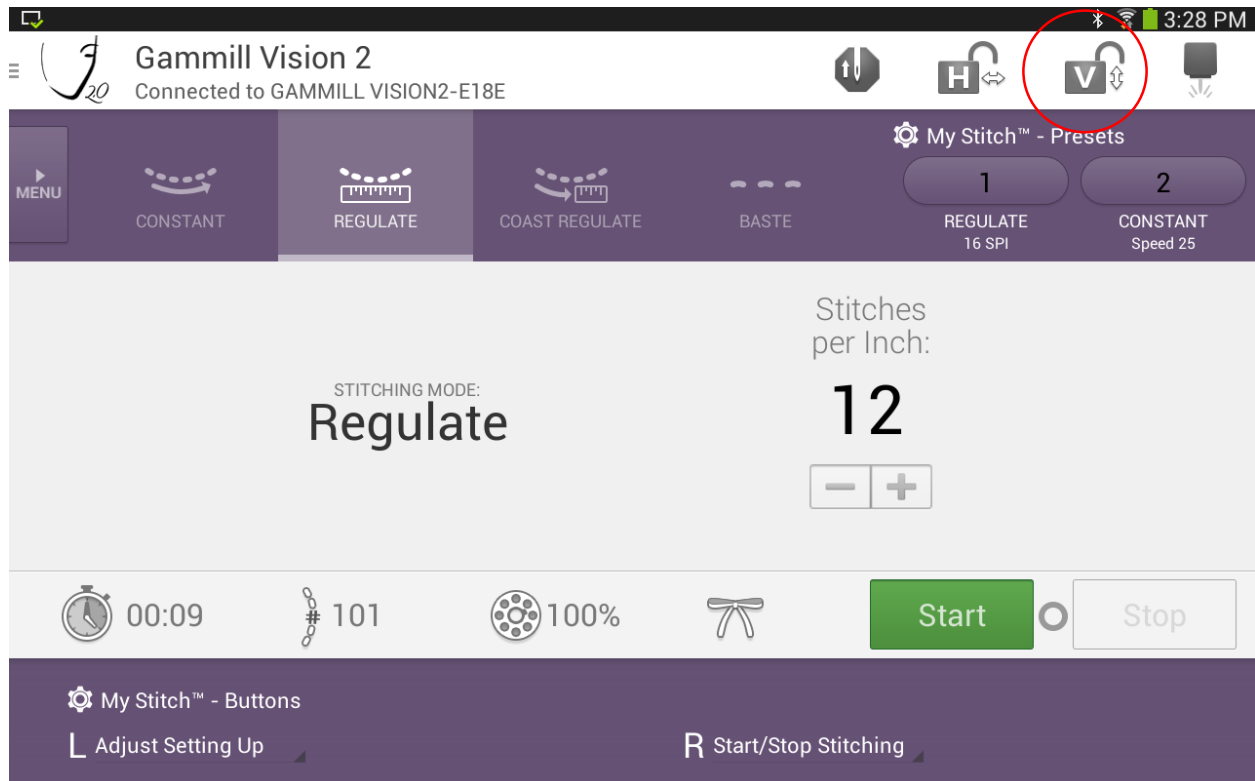 3:28 PM
20
Gammill Vision 2
Connected to GAMMILL VISION2-E18E
H
V
MENU
CONSTANT
REGULATE
COAST REGULATE
BASTE
My Stitch™ - Presets
1
2
REGULATE
16 SPI
CONSTANT
Speed 25
STITCHING MODE:
Regulate
Stitches
per Inch:
12
00:09
# 101
100%
Start
Stop
My Stitch™ - Buttons
L Adjust Setting Up
R Start/Stop Stitching